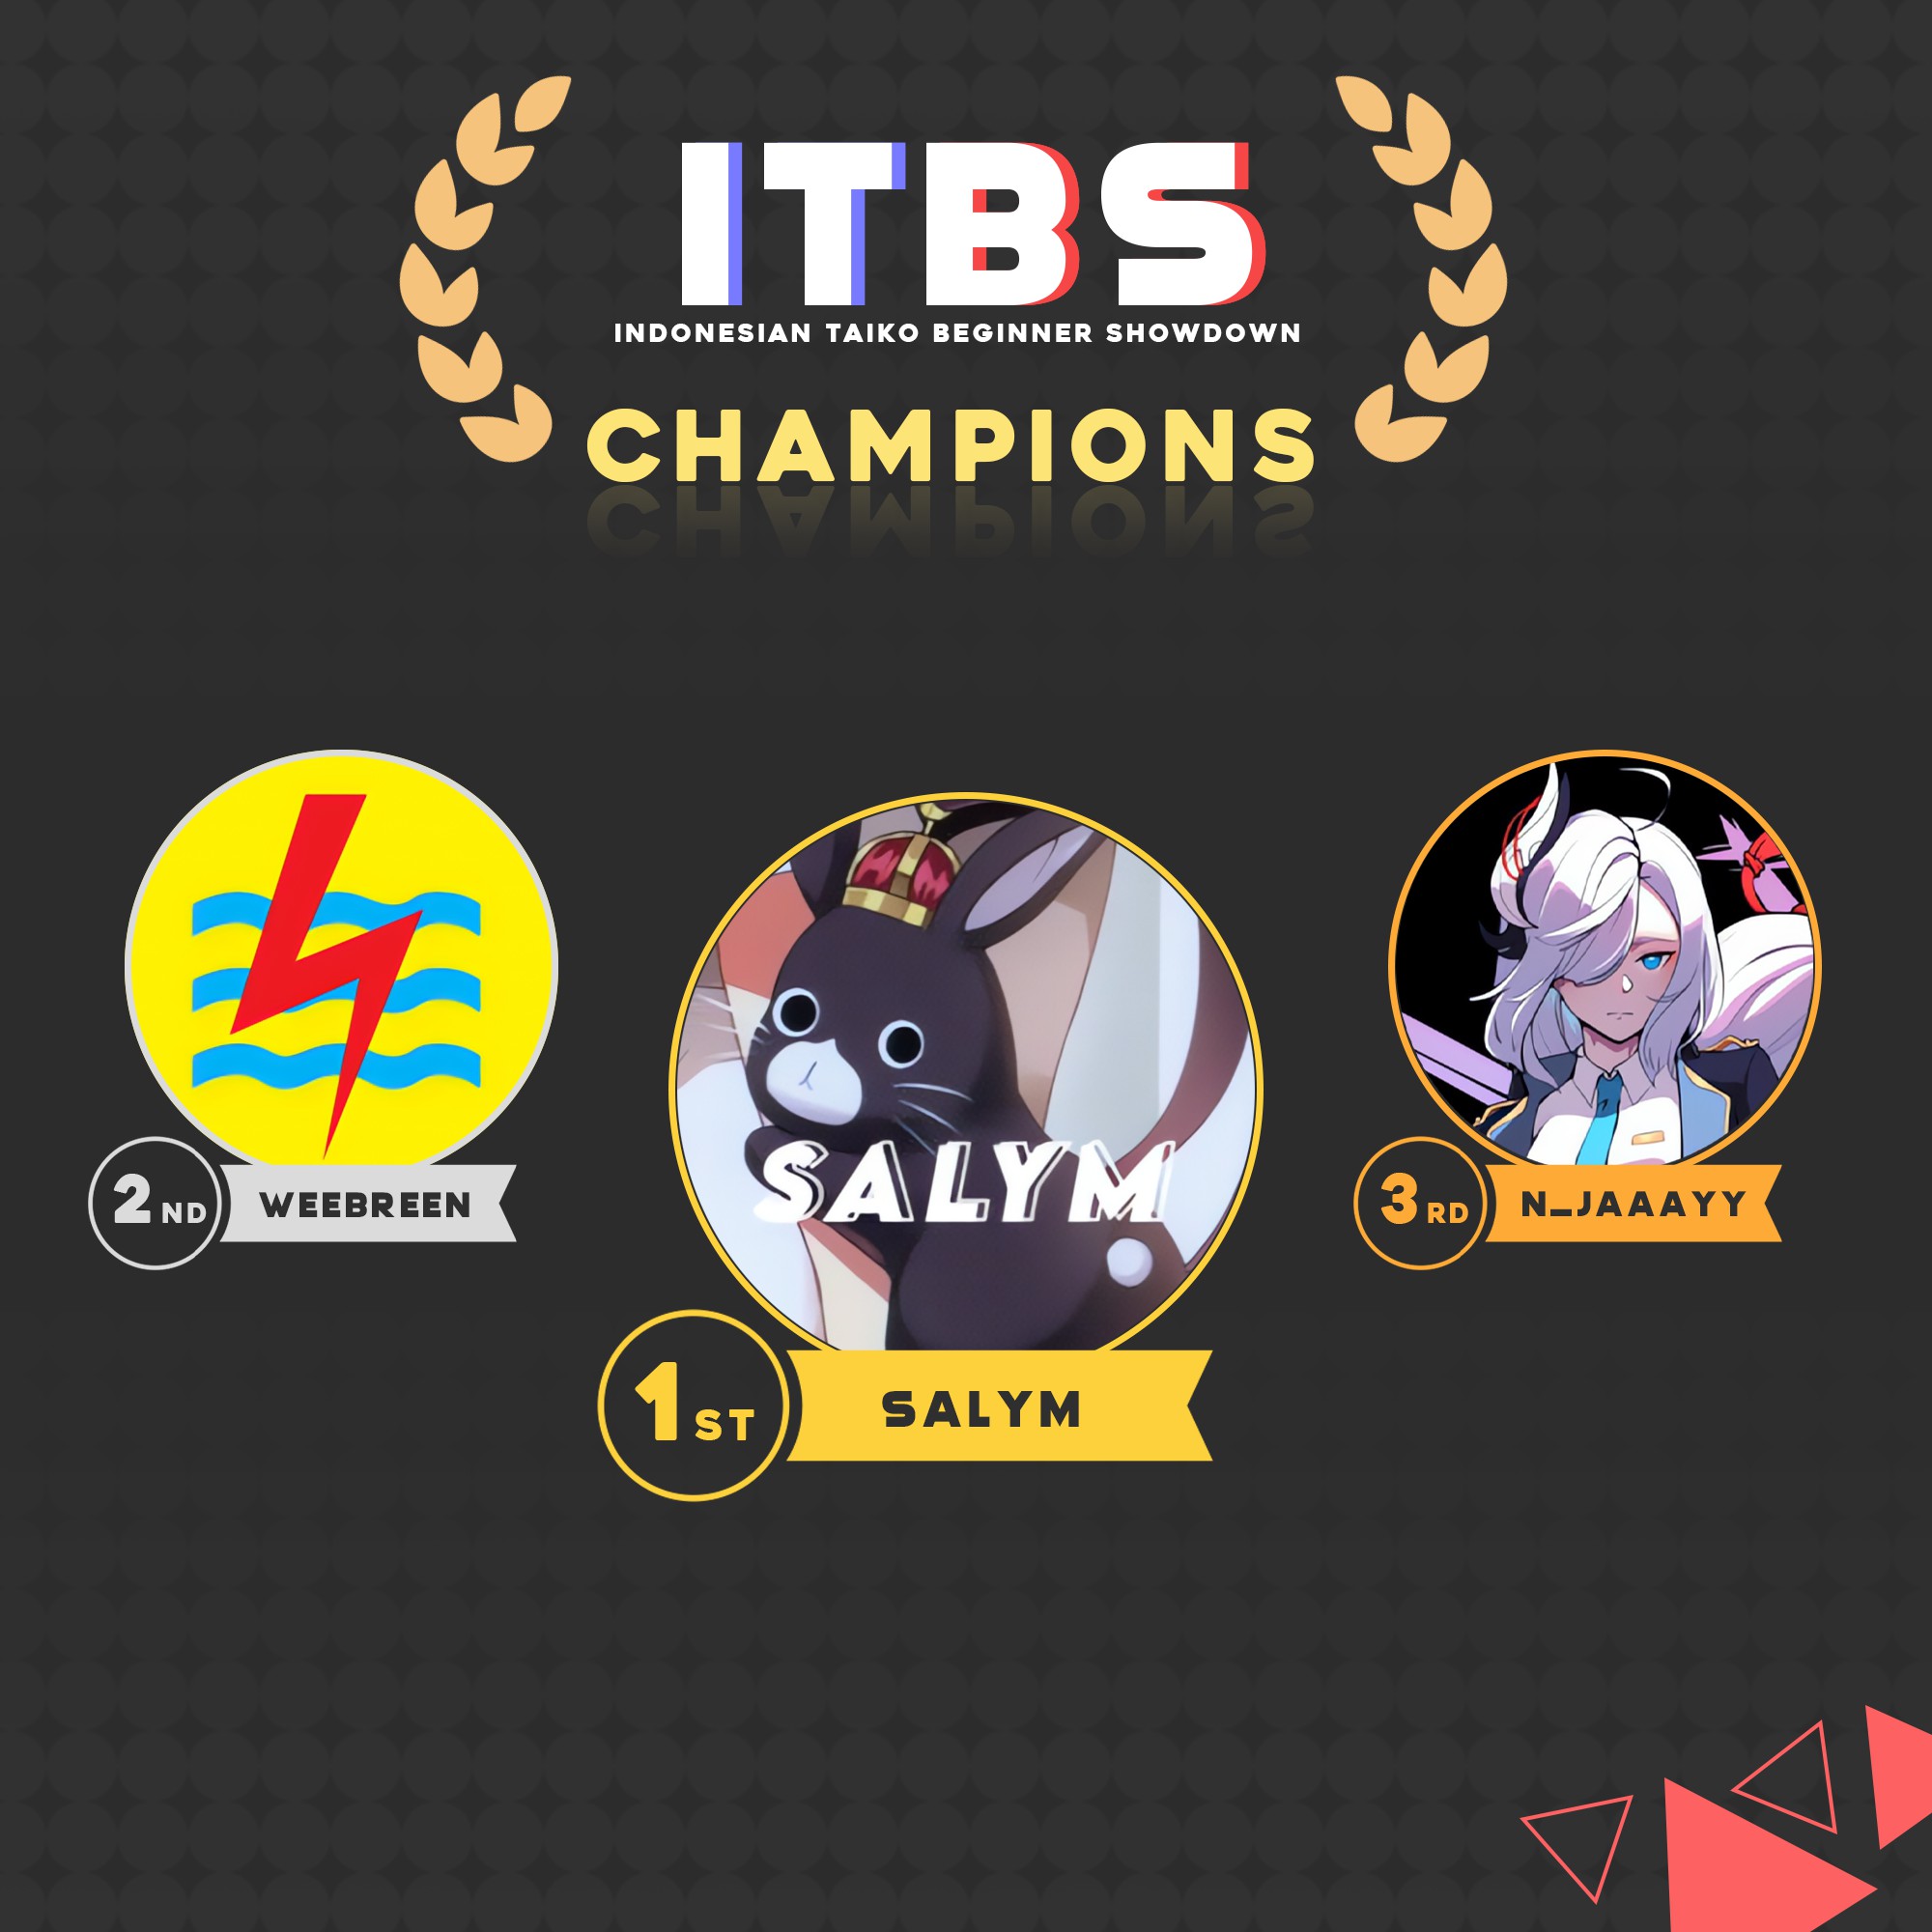 ITBS
INDONESIAN TAIKO BEGINNER SHOWDOWN
CHAMPIONS
2ND WEEBREEN
SALYM
1ST SALYM
3RD N_JAAAYY